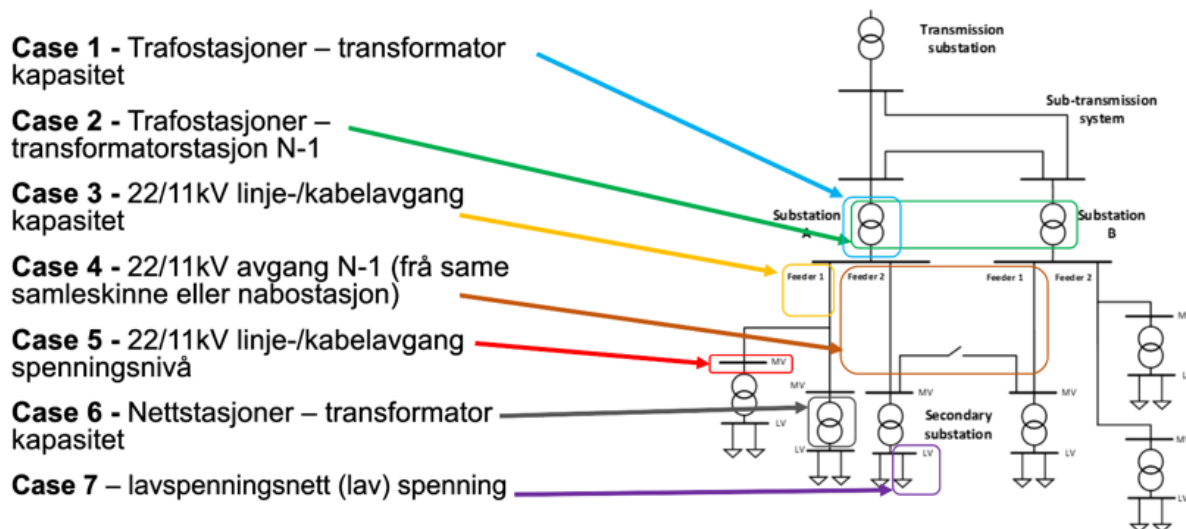 Case 1 - Trafostasjoner – transformator
kapasitet
Case 2 - Trafostasjoner –
transformatorstasjon N-1
Case 3 - 22/11kV linje-/kabelavgang
kapasitet
Case 4 - 22/11kV avgang N-1 (frå same
samleskinne eller nabostasjon)
Case 5 - 22/11kV linje-/kabelavgang
spenningsnivå
Case 6 - Nettstasjoner – transformator
kapasitet
Case 7 – lavspenningsnett (lav) spenning
Transmission
substation
Sub-transmission
system
Substation
A
Substation
B
Feeder 1
Feeder 2
Feeder 1
Feeder 2
MV
LV
MV
LV
MV
LV
Secondary
substation
MV
LV
M
L
M
LV